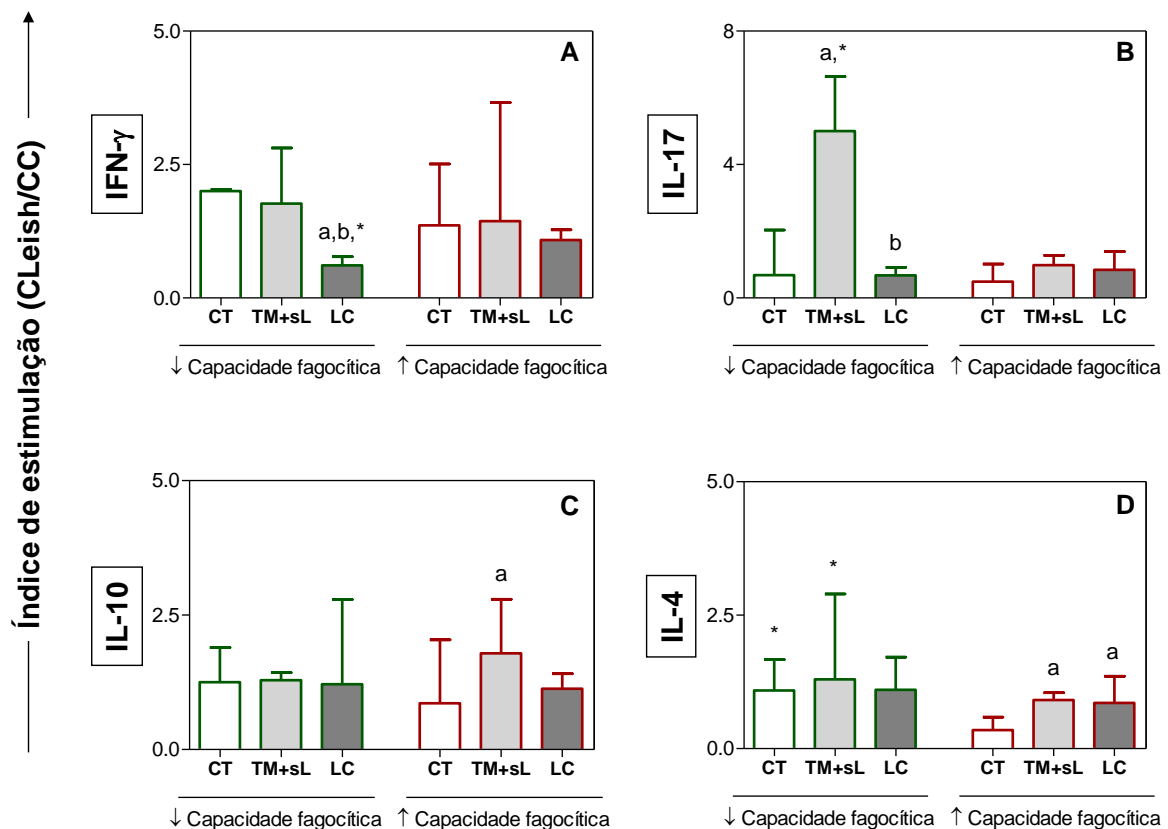 Índice de estimulação (CLeish/CC)
IFN-γ
A
5.0
2.5
0.0
a,b,*
CT TM+sL LC CT TM+sL LC
↓ Capacidade fagocítica ↑ Capacidade fagocítica
IL-17
B
8
4
0
a,*
b
CT TM+sL LC CT TM+sL LC
↓ Capacidade fagocítica ↑ Capacidade fagocítica
IL-10
C
5.0
2.5
0.0
a
CT TM+sL LC CT TM+sL LC
↓ Capacidade fagocítica ↑ Capacidade fagocítica
IL-4
D
5.0
2.5
0.0
*
*
a
a
CT TM+sL LC CT TM+sL LC
↓ Capacidade fagocítica ↑ Capacidade fagocítica